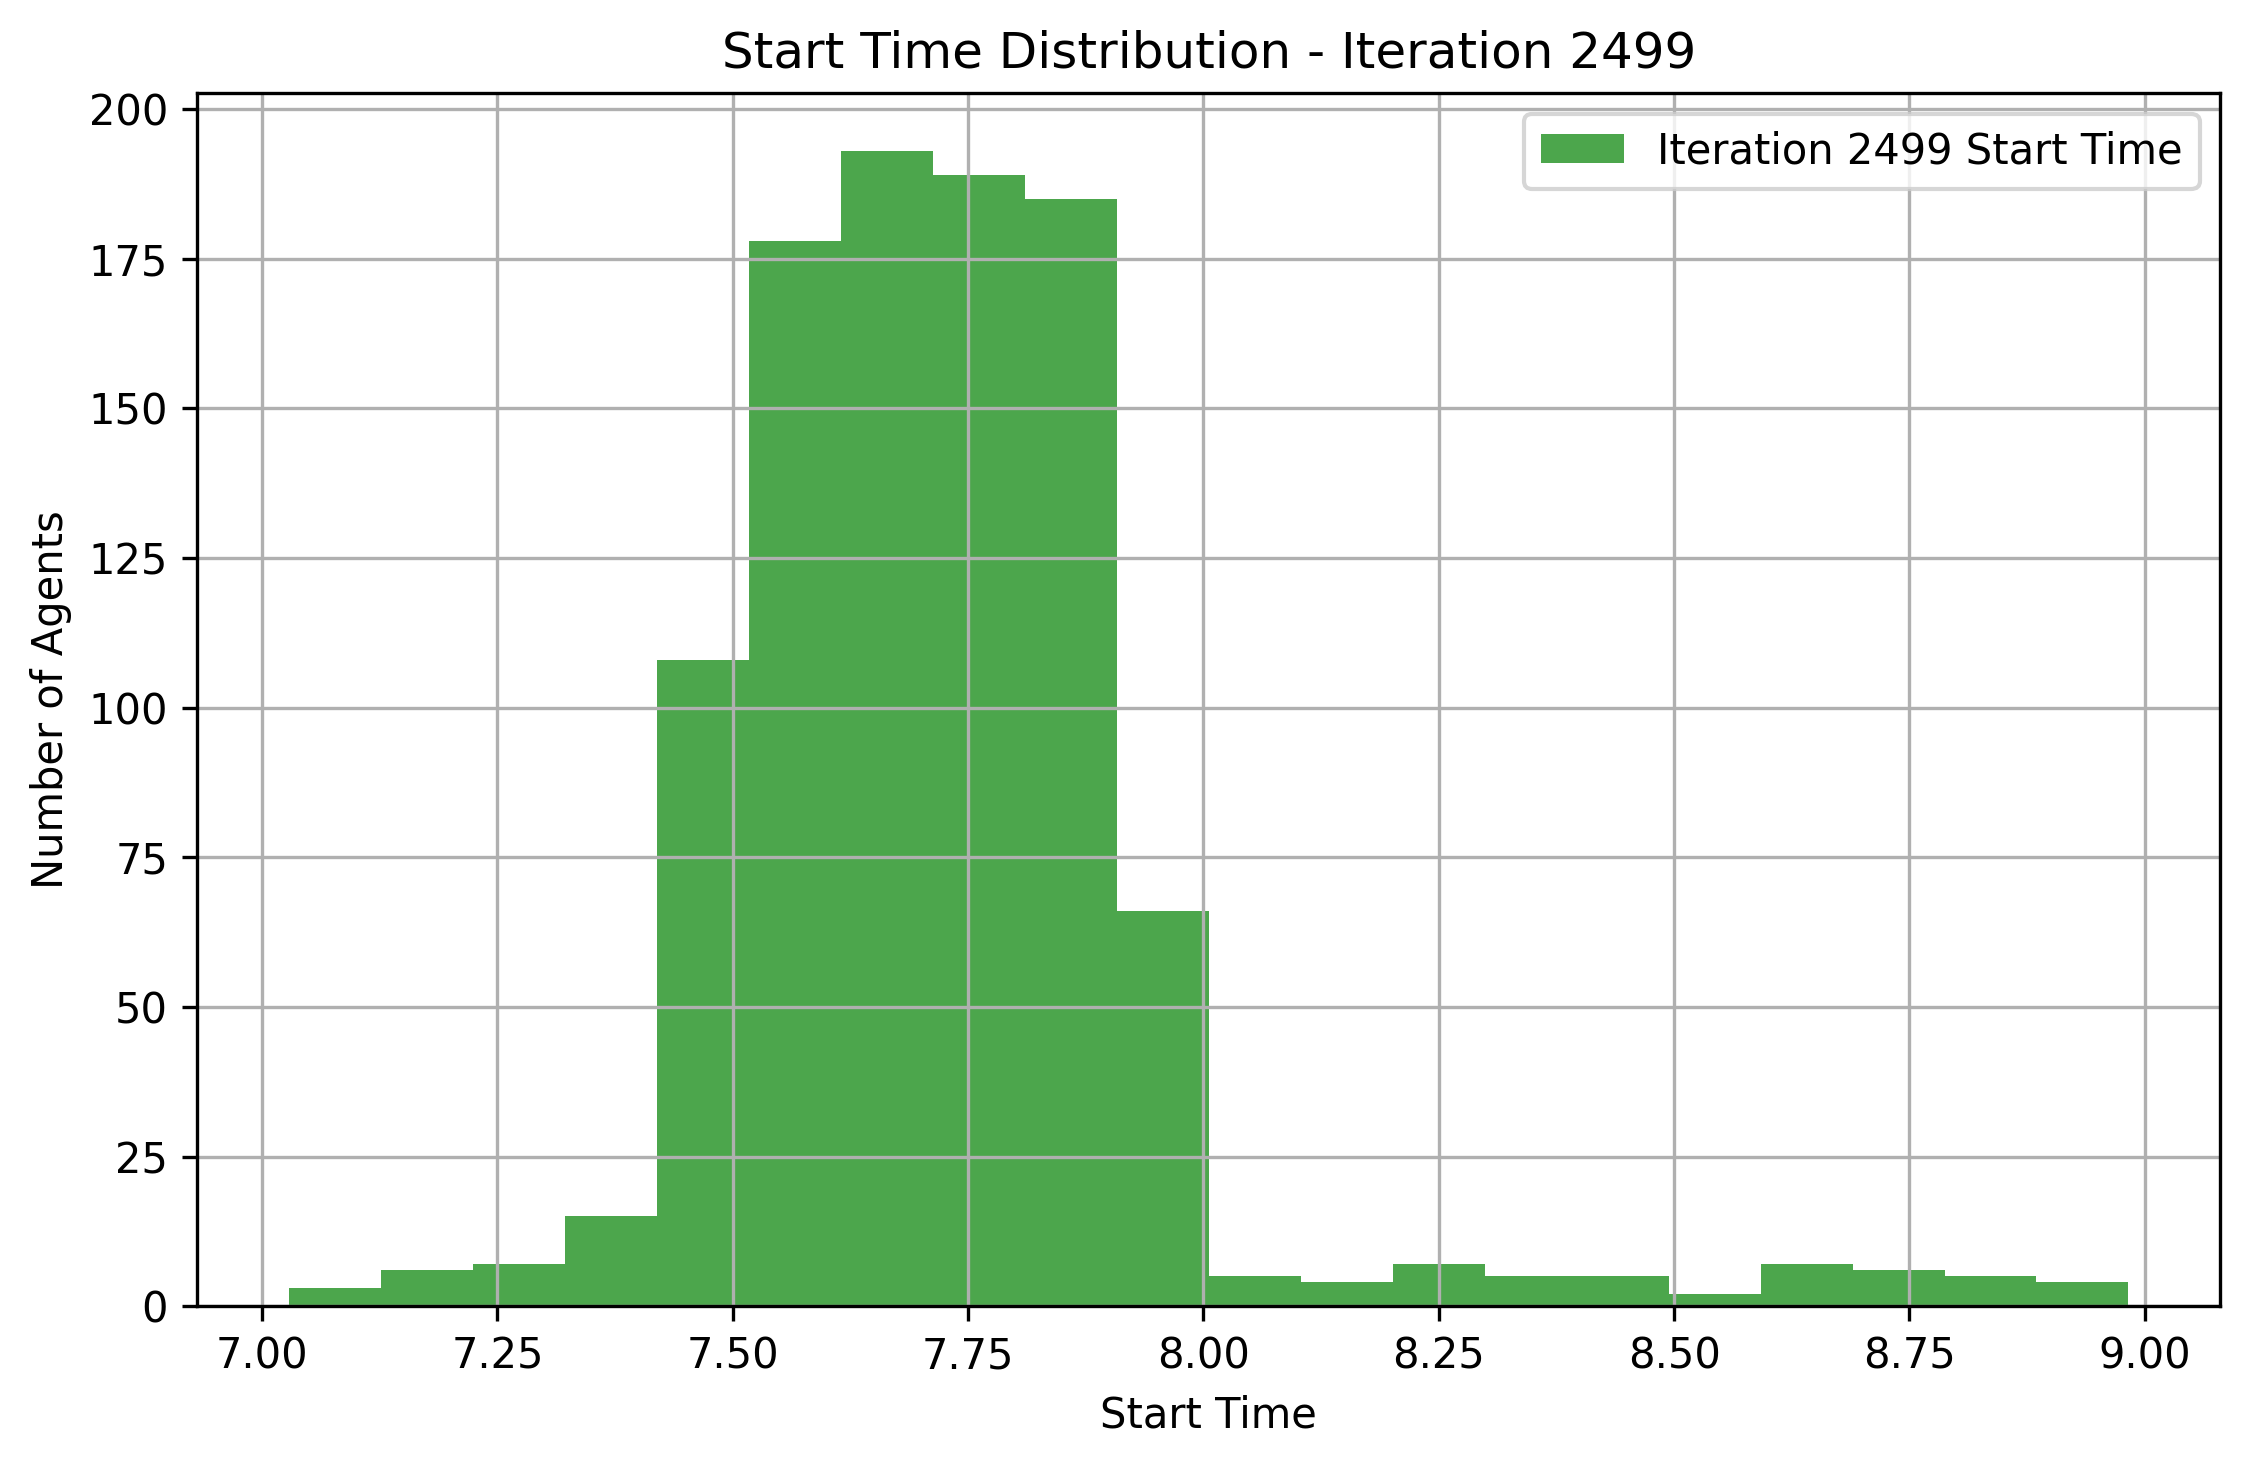 Start Time Distribution - Iteration 2499
Iteration 2499 Start Time
Number of Agents
200
175
150
125
100
75
50
25
0
7.00 7.25 7.50 7.75 8.00 8.25 8.50 8.75 9.00
Start Time